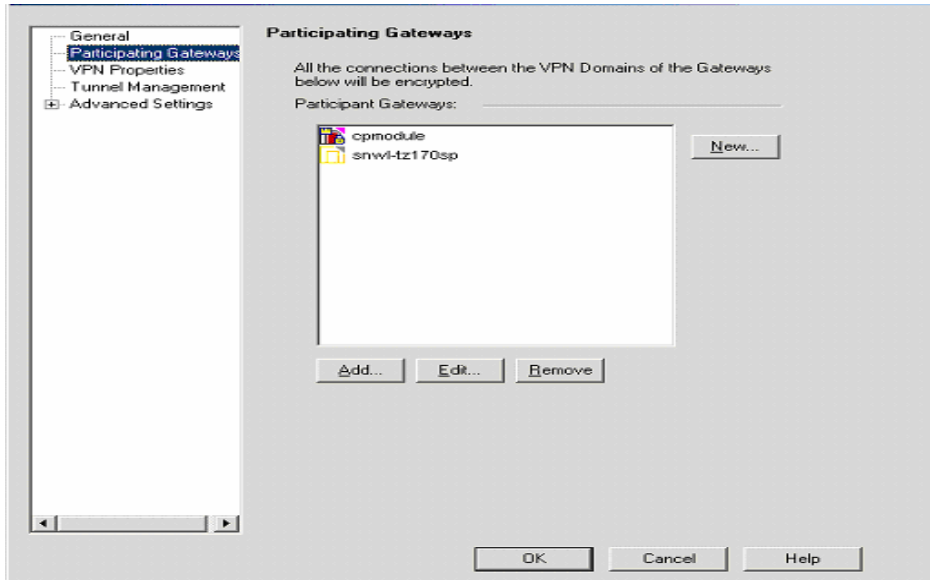 General
Participating Gateways
VPN Properties
Tunnel Management
Advanced Settings
Participating Gateways
All the connections between the VPN Domains of the Gateways
below will be encrypted.
Participant Gateways:
cpmodule
snwl-tz170sp
New...
Add...
Edit...
Remove
OK
Cancel
Help